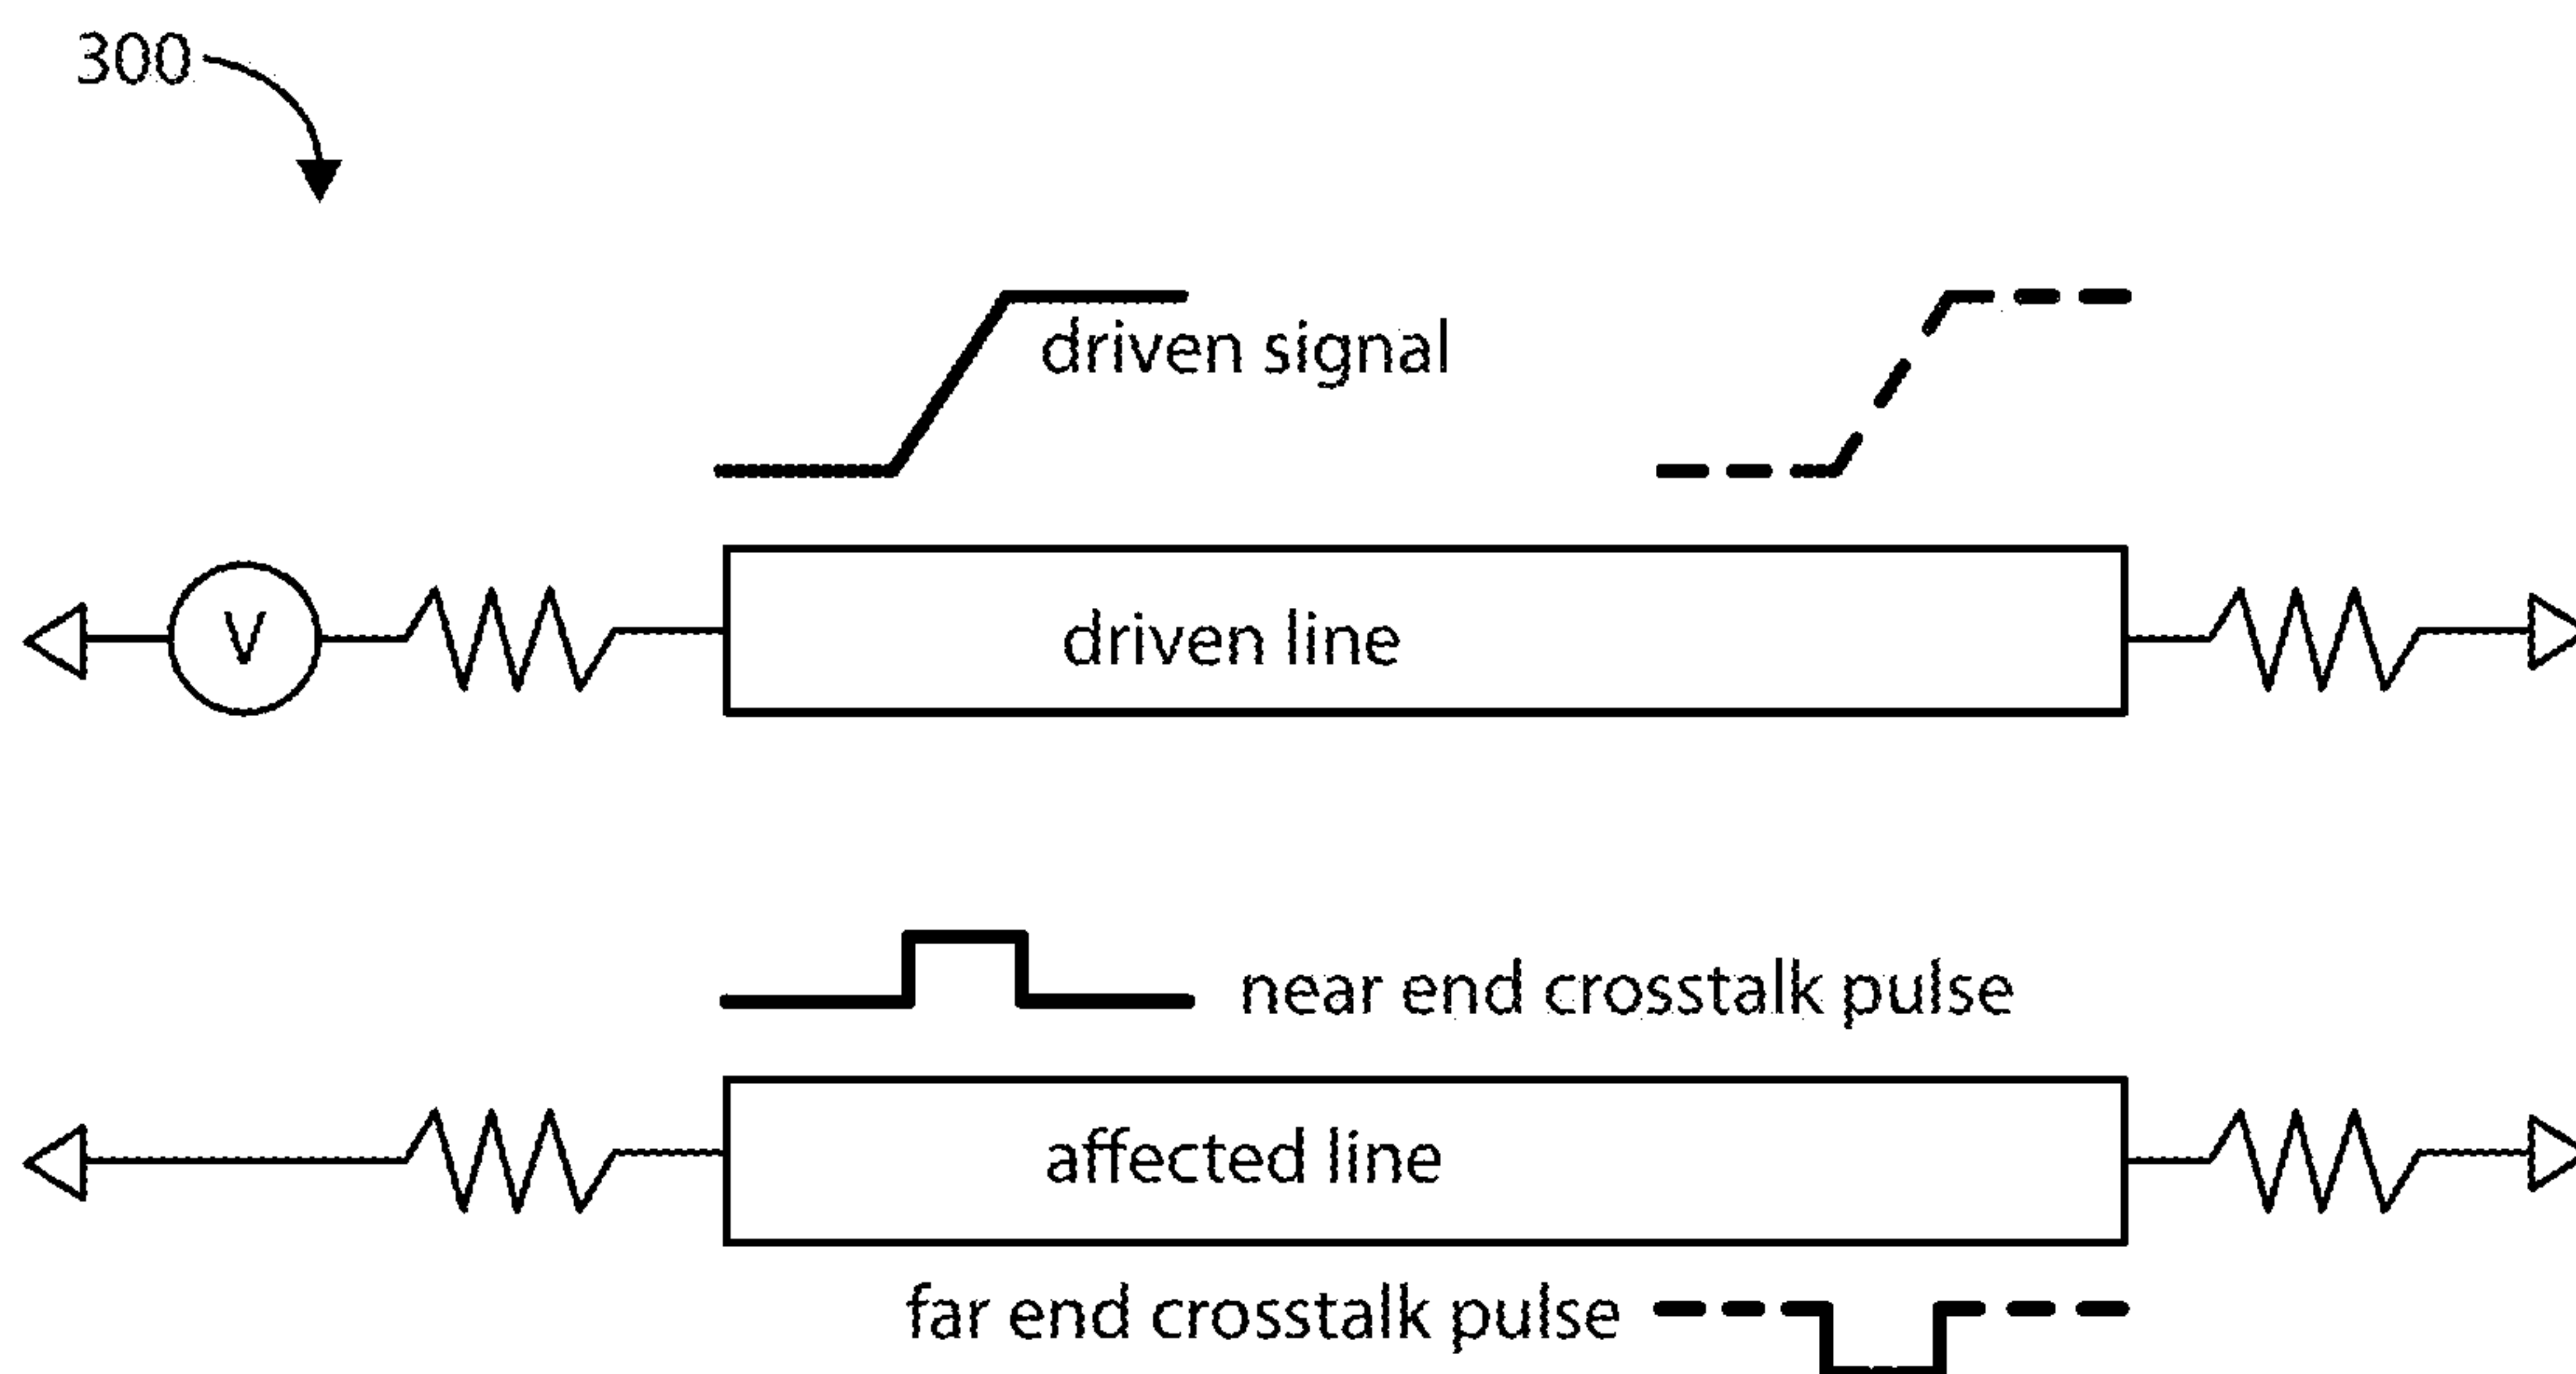 300
driven signal
V
driven line
near end crosstalk pulse
affected line
far end crosstalk pulse